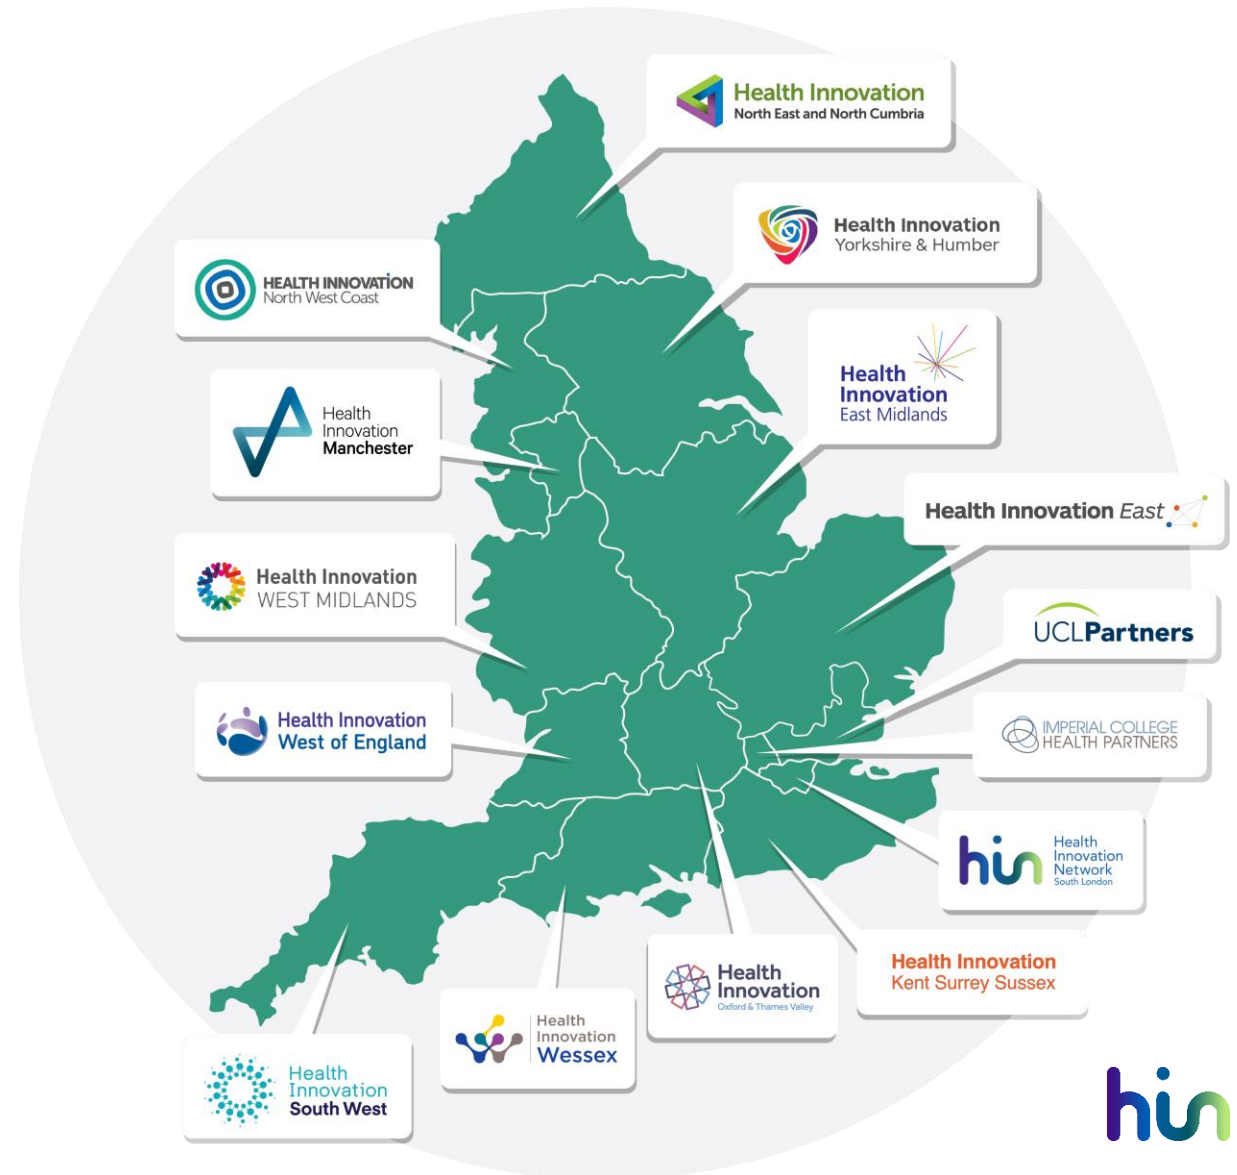 Health Innovation
North East and North Cumbria
Health Innovation
Yorkshire & Humber
HEALTH INNOVATION
North West Coast
Health
Innovation
East Midlands
Health
Innovation
Manchester
Health Innovation East
Health Innovation
WEST MIDLANDS
UCLPartners
Health Innovation
West of England
IMPERIAL COLLEGE
HEALTH PARTNERS
hin
Health
Innovation
Network
South London
Health Innovation
Kent Surrey Sussex
Health
Innovation
Oxford & Thames Valley
Health
Innovation
Wessex
Health
Innovation
South West
hin